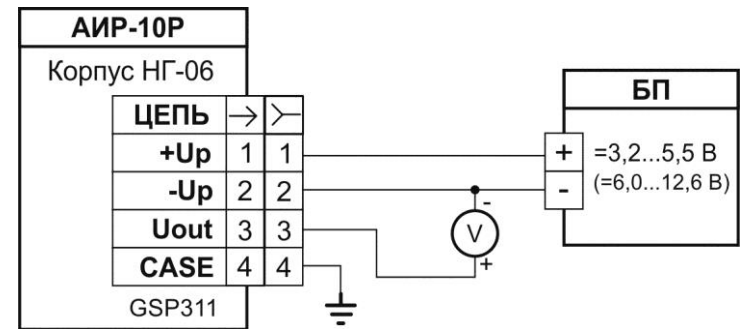 АИР-10Р
Корпус НГ-06
ЦЕПЬ
+Up 1 1
-Up 2 2
Uout 3 3
CASE 4 4
GSP311
БП
+ =3,2...5,5 В
- (=6,0...12,6 В)
-
V
+